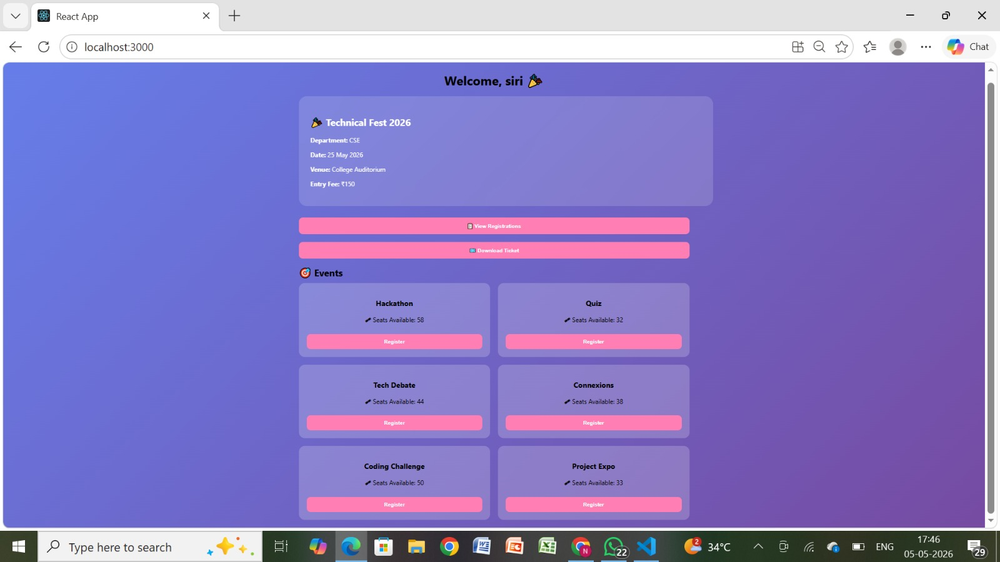 React App
localhost:3000
Chat
Welcome, siri 🎉
🎉 Technical Fest 2026
Department: CSE
Date: 25 May 2026
Venue: College Auditorium
Entry Fee: ₹150
📋 View Registrations
🎟 Download Ticket
🎯 Events
Hackathon
Seats Available: 58
Register
Quiz
Seats Available: 32
Register
Tech Debate
Seats Available: 44
Register
Connexions
Seats Available: 38
Register
Coding Challenge
Seats Available: 50
Register
Project Expo
Seats Available: 33
Register
Type here to search
N
22
2
34°C
ENG
17:46
05-05-2026
29